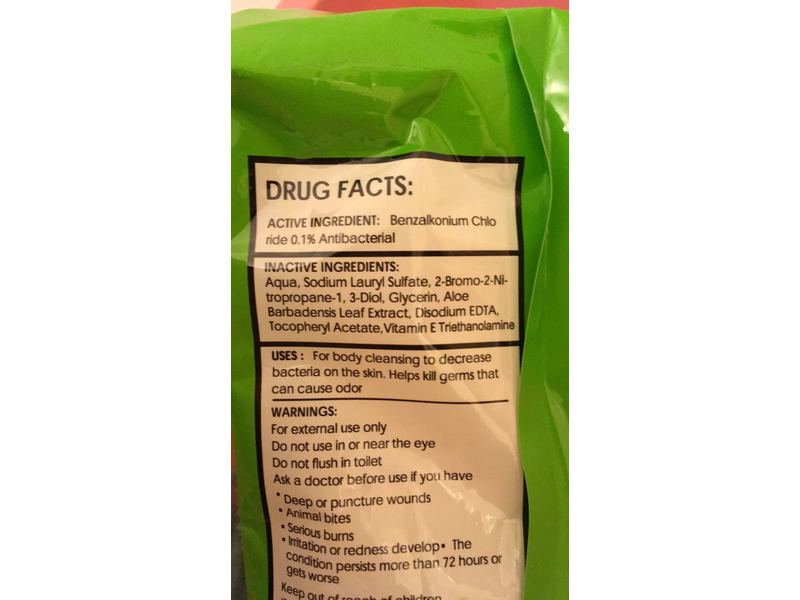 DRUG FACTS:
ACTIVE INGREDIENT: Benzalkonium Chlo
ride 0.1% Antibacterial
INACTIVE INGREDIENTS:
Aqua, Sodium Lauryl Sulfate, 2-Bromo-2-Ni-
tropropane-1, 3-Diol, Glycerin, Aloe
Barbadensis Leaf Extract, Disodium EDTA,
Tocopheryl Acetate,Vitamin E Triethanolamine
USES : For body cleansing to decrease
bacteria on the skin. Helps kill germs that
can cause odor
WARNINGS:
For external use only
Do not use in or near the eye
Do not flush in toilet
Ask a doctor before use if you have
• Deep or puncture wounds
• Animal bites
• Serious burns
• Irritation or redness develop• The
condition persists more than 72 hours or
gets worse
Keep out of reach of children